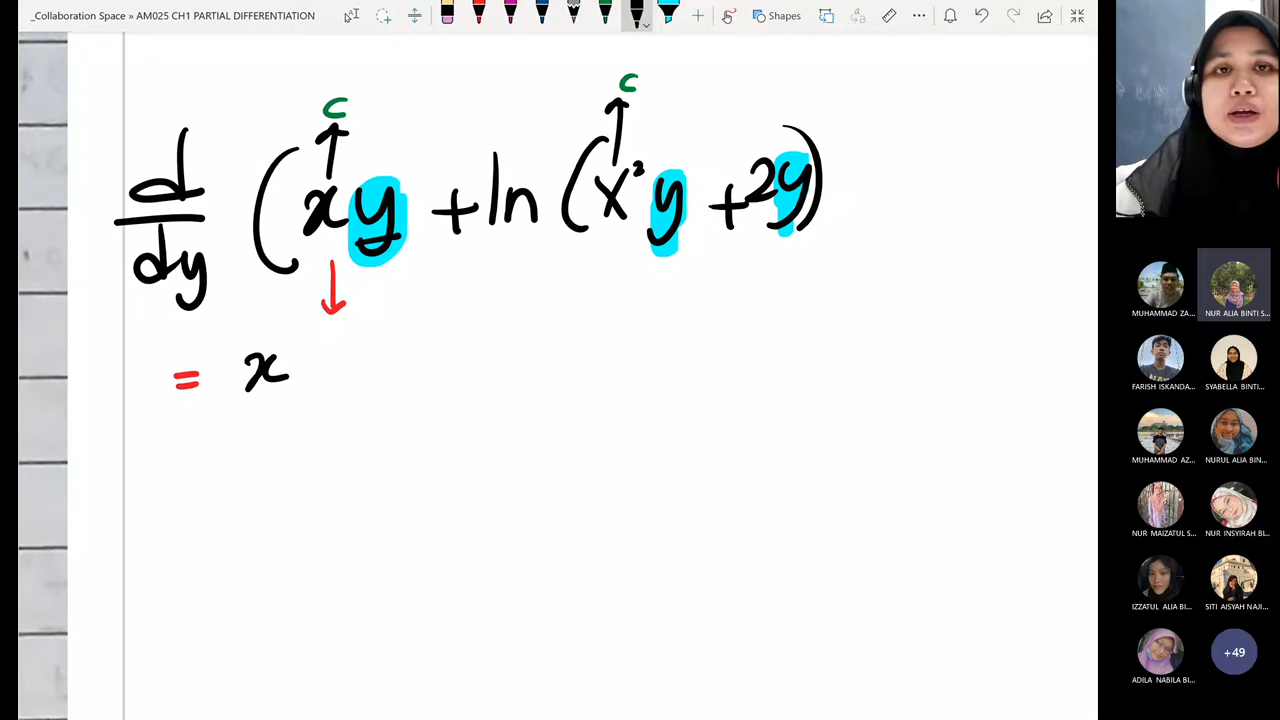 _Collaboration Space » AM025 CH1 PARTIAL DIFFERENTIATION
Shapes
c
c
d/dy (xy + ln (x²y + 2y))
= x
MUHAMMAD ZA...
NUR ALIA BINTI S...
FARISH ISKANDA...
SYABELLA BINTI...
MUHAMMAD AZ...
NURUL ALIA BIN...
NUR MAIZATUL S...
NUR INSYIRAH BI...
IZZATUL ALIA BI...
SITI AISYAH NAJI...
ADILA NABILA BI...
+49